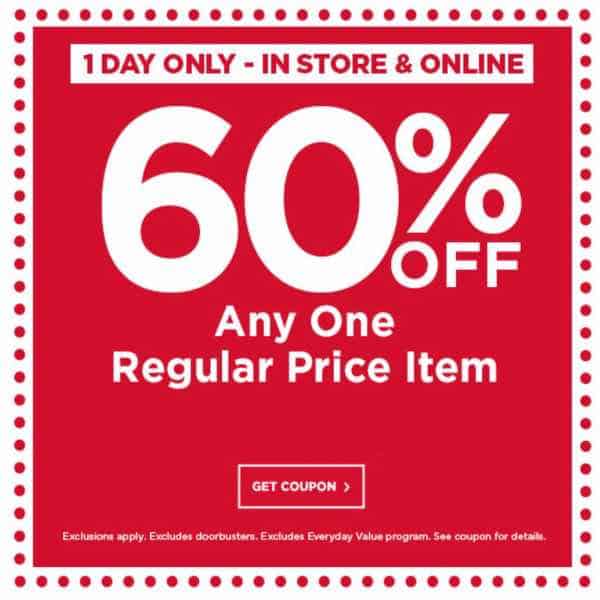 1 DAY ONLY - IN STORE & ONLINE
60% OFF
Any One
Regular Price Item
GET COUPON >
Exclusions apply. Excludes doorbusters. Excludes Everyday Value program. See coupon for details.